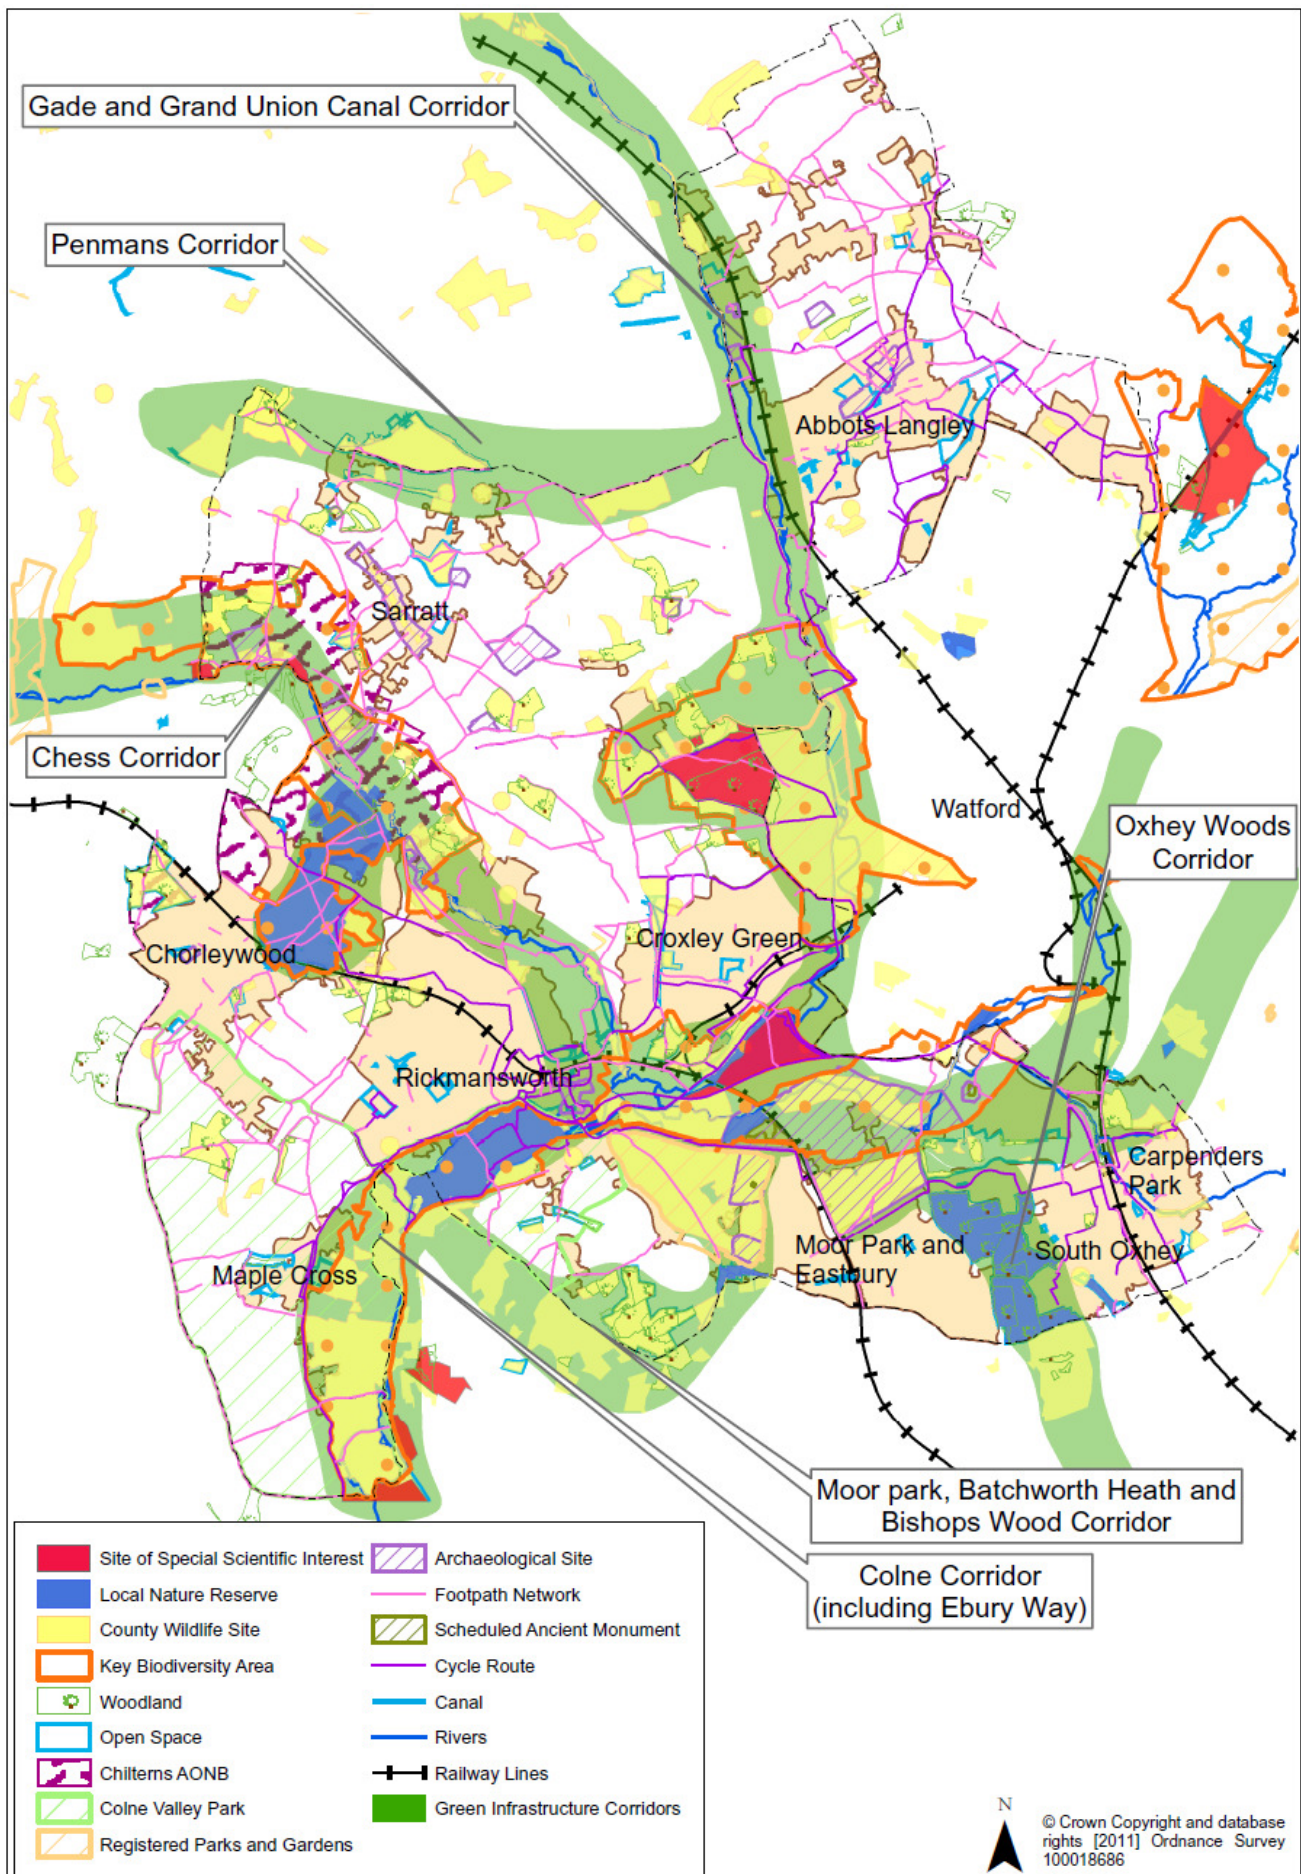 Gade and Grand Union Canal Corridor
Penmans Corridor
Abbots Langley
Sarratt
Chess Corridor
Watford
Oxhey Woods
Corridor
Croxley Green
Chorleywood
Rickmansworth
Carpenders
Park
Moor Park and
Eastbury
South Oxhey
Maple Cross
Moor park, Batchworth Heath and
Bishops Wood Corridor
Colne Corridor
(including Ebury Way)
Site of Special Scientific Interest
Local Nature Reserve
County Wildlife Site
Key Biodiversity Area
Woodland
Open Space
Chilterns AONB
Colne Valley Park
Registered Parks and Gardens
Archaeological Site
Footpath Network
Scheduled Ancient Monument
Cycle Route
Canal
Rivers
Railway Lines
Green Infrastructure Corridors
N
© Crown Copyright and database
rights [2011] Ordnance Survey
100018686